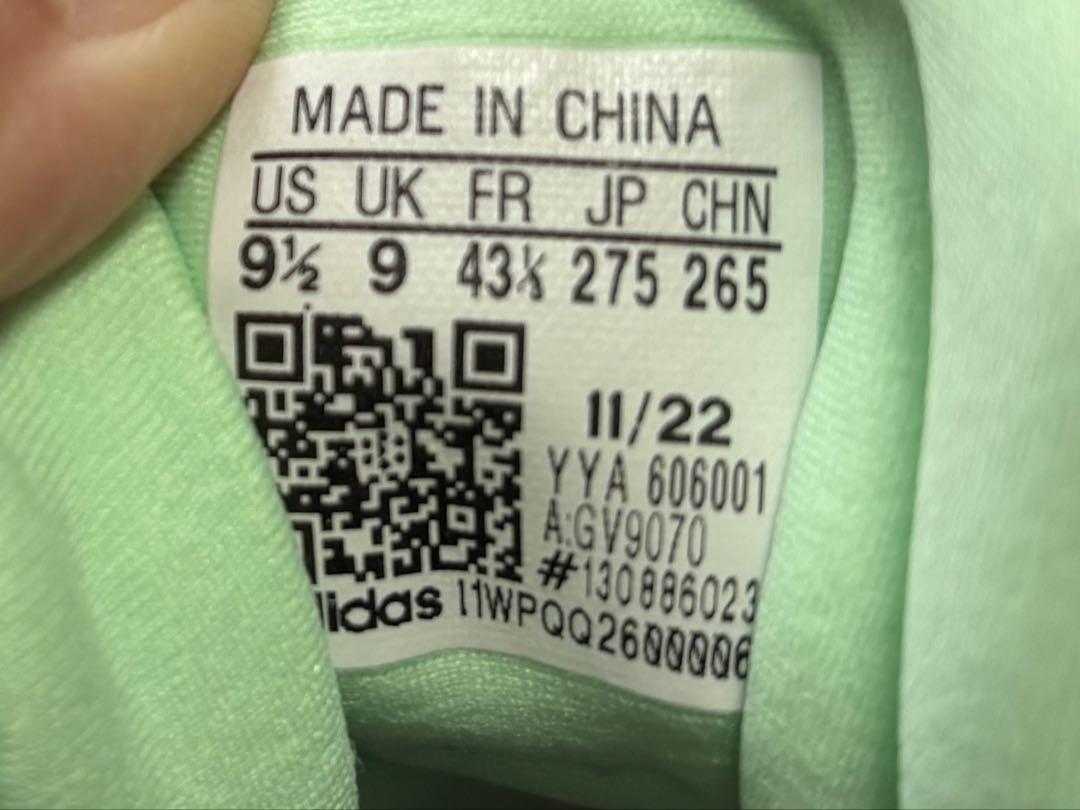 MADE IN CHINA
US UK FR JP CHN
9½ 9 43⅓ 275 265
11/22
YYA 606001
A:GV9070
#130886023
adidas 11WPQQ2600006